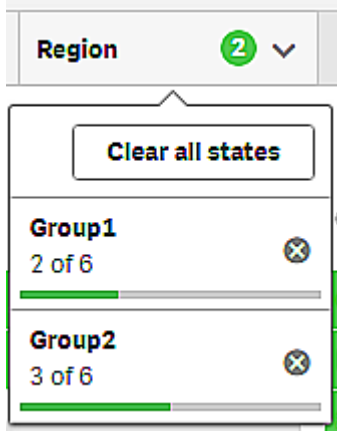 Region 2
Clear all states
Group1
2 of 6
Group2
3 of 6